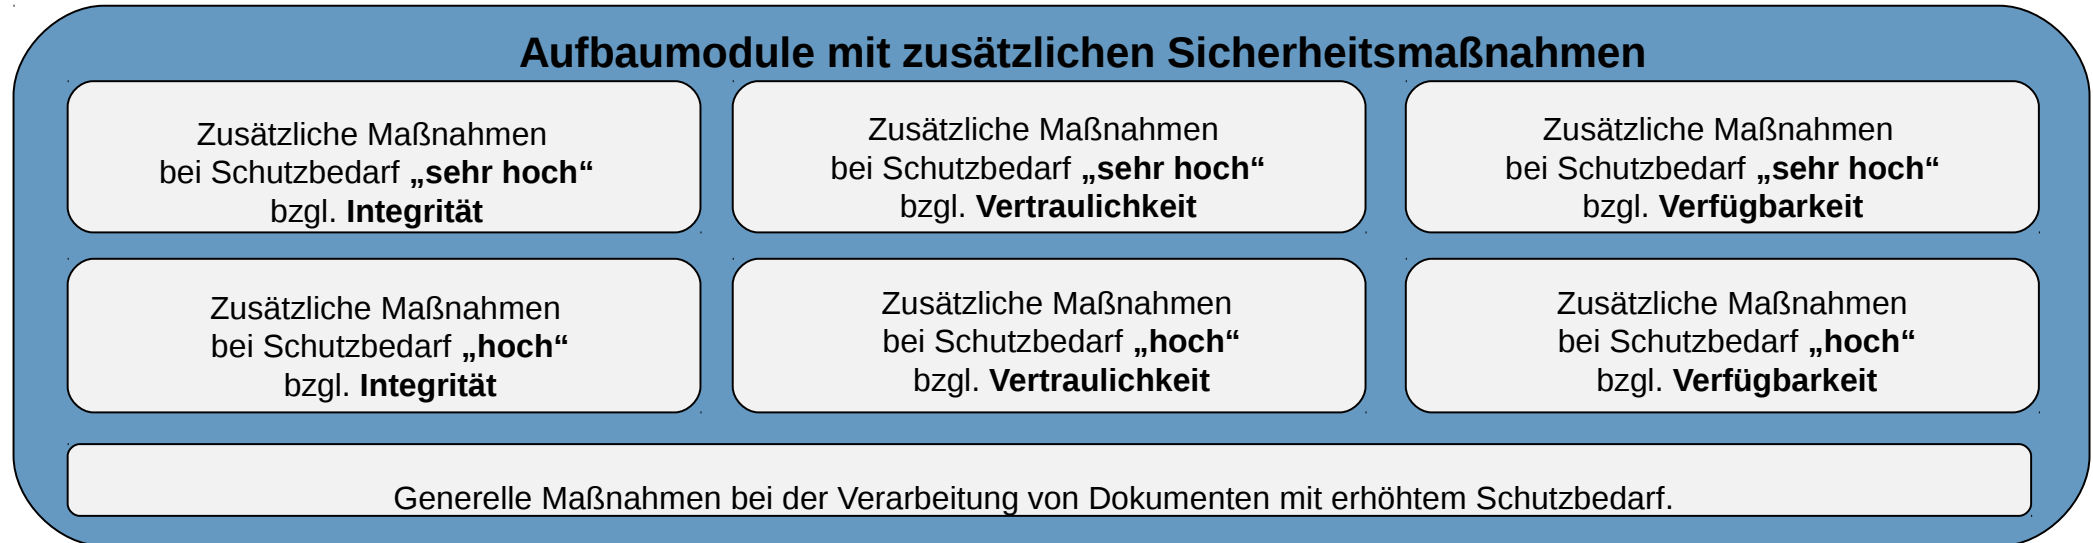 Aufbaumodule mit zusätzlichen Sicherheitsmaßnahmen
Zusätzliche Maßnahmen
bei Schutzbedarf „sehr hoch“
bzgl. Integrität
Zusätzliche Maßnahmen
bei Schutzbedarf „sehr hoch“
bzgl. Vertraulichkeit
Zusätzliche Maßnahmen
bei Schutzbedarf „sehr hoch“
bzgl. Verfügbarkeit
Zusätzliche Maßnahmen
bei Schutzbedarf „hoch“
bzgl. Integrität
Zusätzliche Maßnahmen
bei Schutzbedarf „hoch“
bzgl. Vertraulichkeit
Zusätzliche Maßnahmen
bei Schutzbedarf „hoch“
bzgl. Verfügbarkeit
Generelle Maßnahmen bei der Verarbeitung von Dokumenten mit erhöhtem Schutzbedarf.